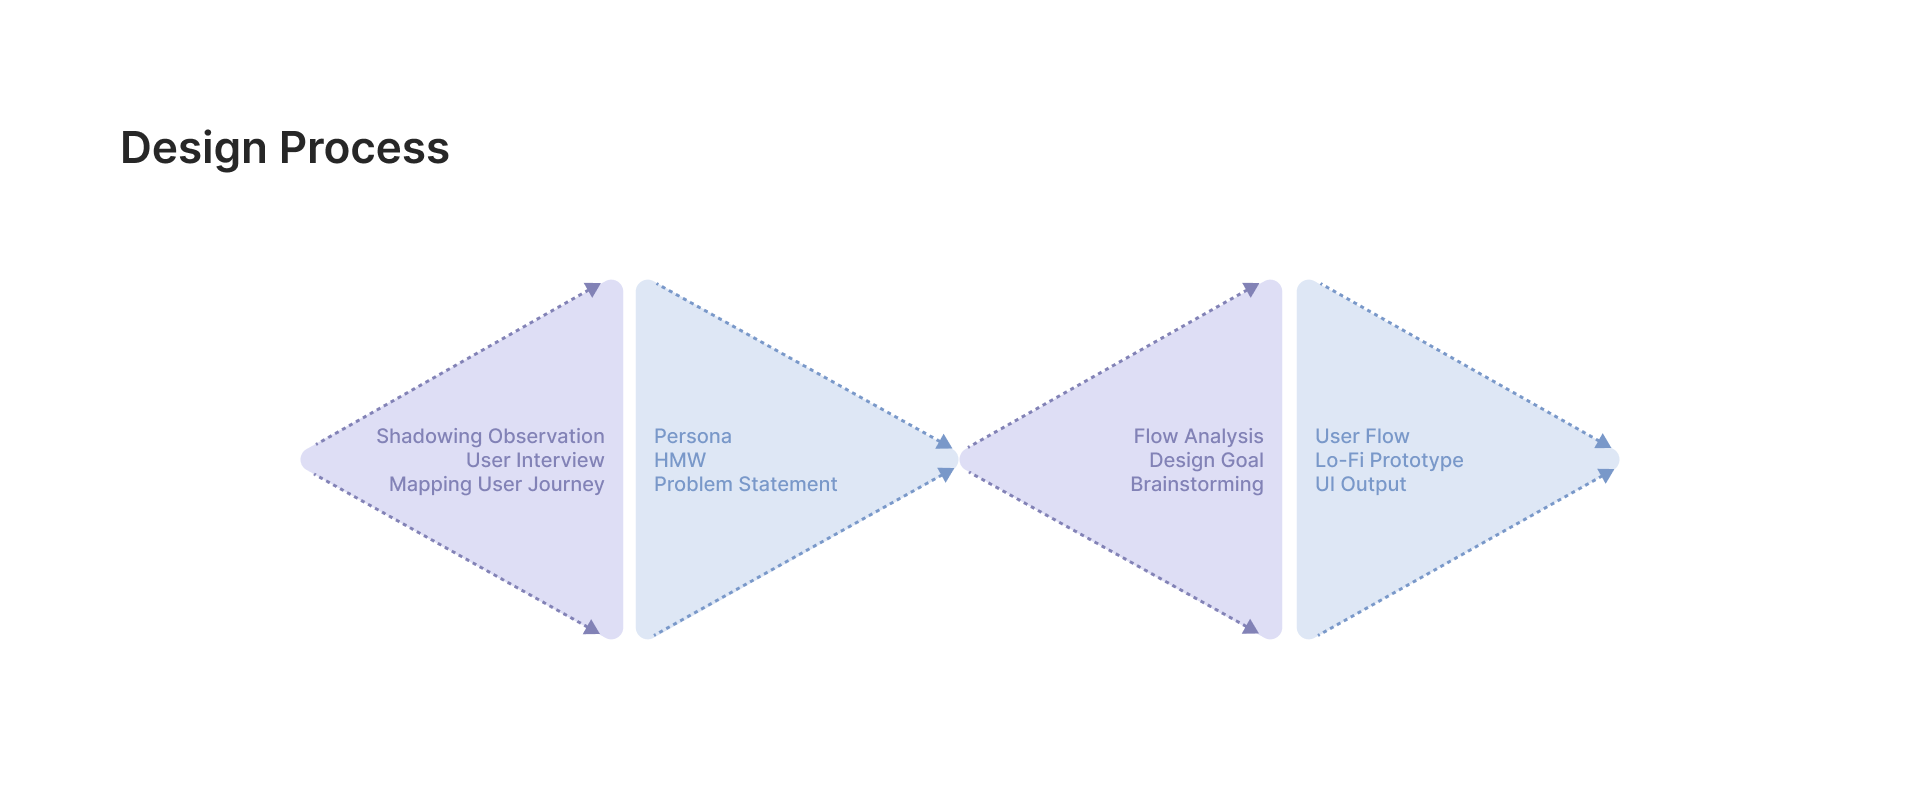 Design Process
Shadowing Observation
User Interview
Mapping User Journey
Persona
HMW
Problem Statement
Flow Analysis
Design Goal
Brainstorming
User Flow
Lo-Fi Prototype
UI Output